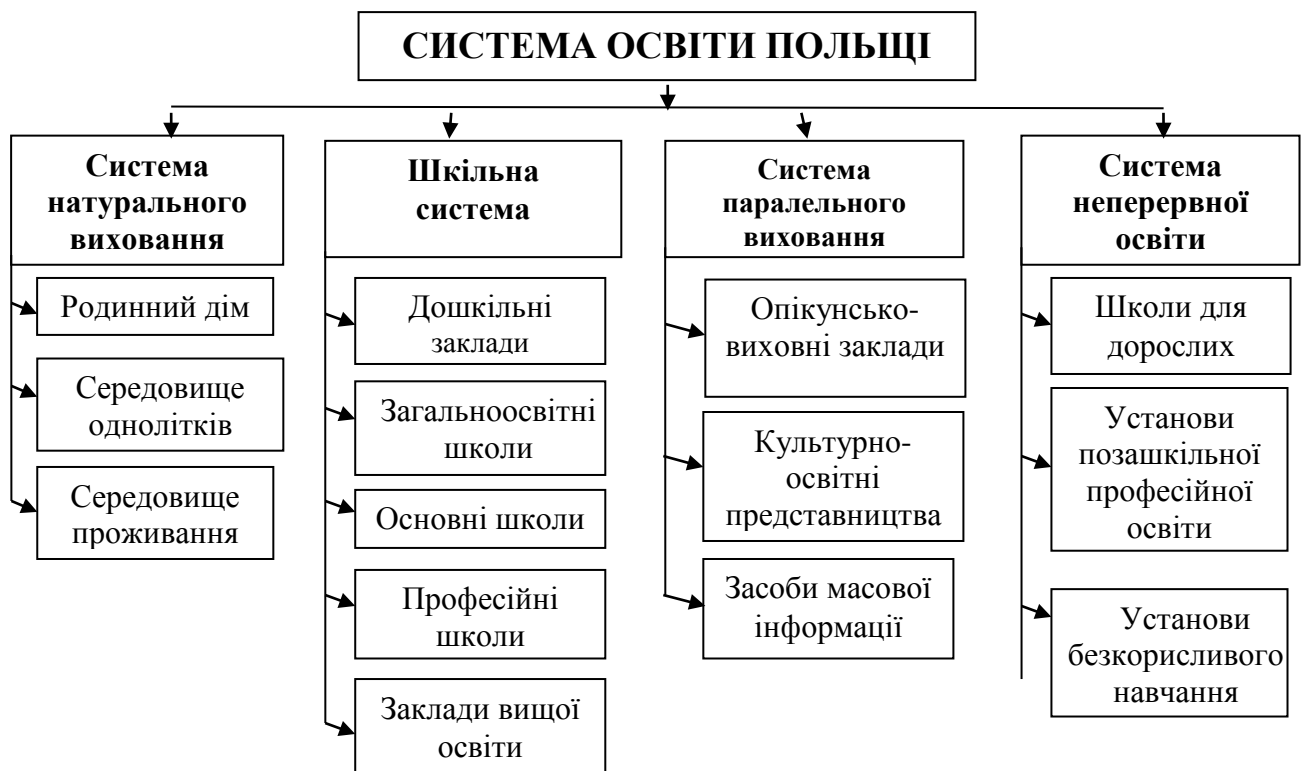 СИСТЕМА ОСВІТИ ПОЛЬЩІ
Система
натурального
виховання
Родинний дім
Середовище
однолітків
Середовище
проживання
Шкільна
система
Дошкільні
заклади
Загальноосвітні
школи
Основні школи
Професійні
школи
Заклади вищої
освіти
Система
паралельного
виховання
Опікунсько-
виховні заклади
Культурно-
освітні
представництва
Засоби масової
інформації
Система
неперервної
освіти
Школи для
дорослих
Установи
позашкільної
професійної
освіти
Установи
безкорисливого
навчання